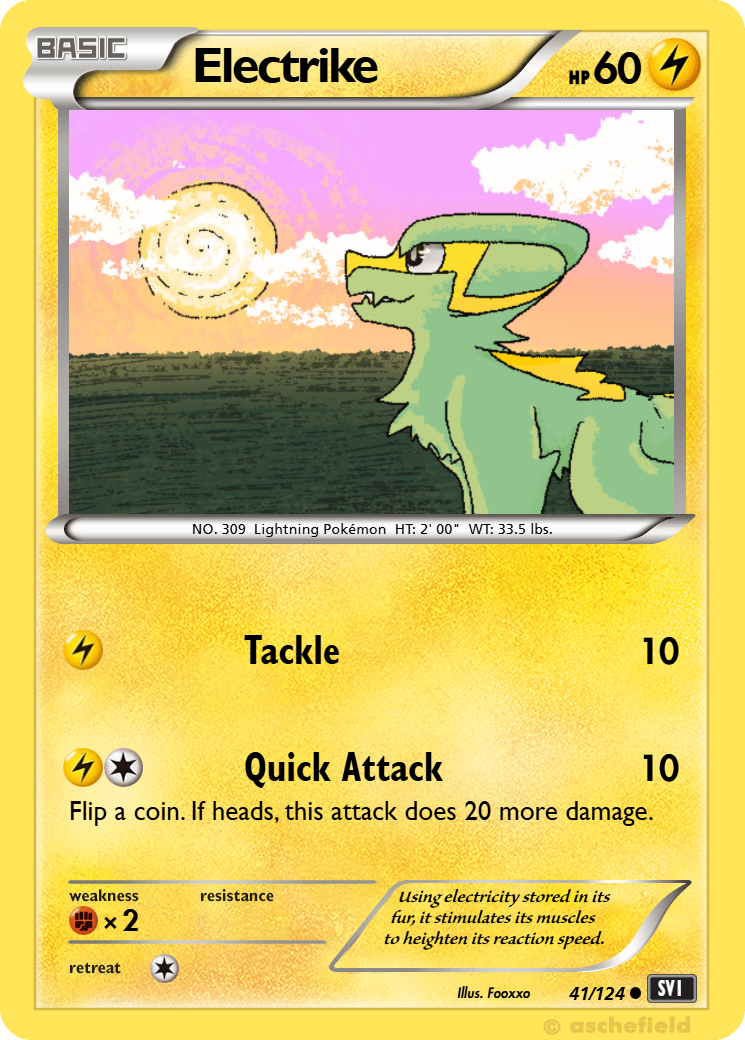 BASIC Electrike HP 60
NO. 309 Lightning Pokémon HT: 2' 00" WT: 33.5 lbs.
Tackle 10
Quick Attack 10
Flip a coin. If heads, this attack does 20 more damage.
weakness resistance
× 2
retreat
Using electricity stored in its
fur, it stimulates its muscles
to heighten its reaction speed.
Illus. Fooxxo 41/124 SVI
© aschefield